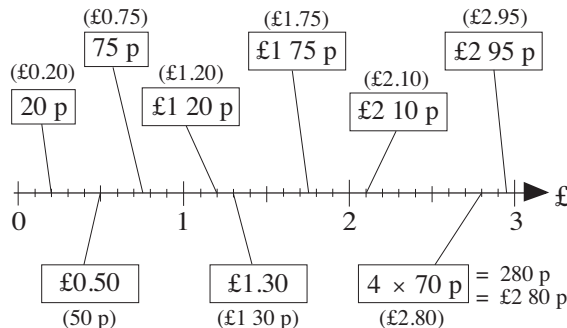 (£0.75)
(£1.75)
(£2.95)
75 p
£1 75 p
£2 95 p
(£0.20)
(£1.20)
(£2.10)
20 p
£1 20 p
£2 10 p
0
1
2
3
£
£0.50
£1.30
4 × 70 p
= 280 p
= £2 80 p
(50 p)
(£1 30 p)
(£2.80)